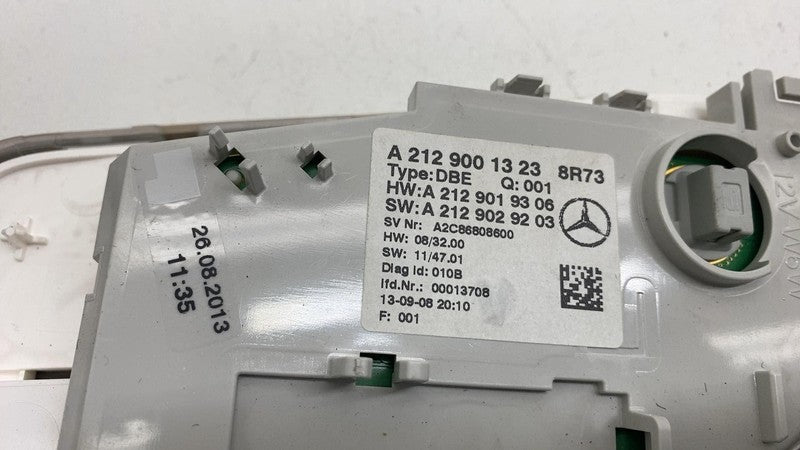 A 212 900 13 23 8R73
Type:DBE Q:001
HW:A 212 901 93 06
SW:A 212 902 92 03
SV Nr: A2C86808600
HW: 08/32.00
SW: 11/47.01
Diag id: 010B
lfd.Nr.: 00013708
13-09-08 20:10
F: 001
26.08.2013
11:35
12V W5W